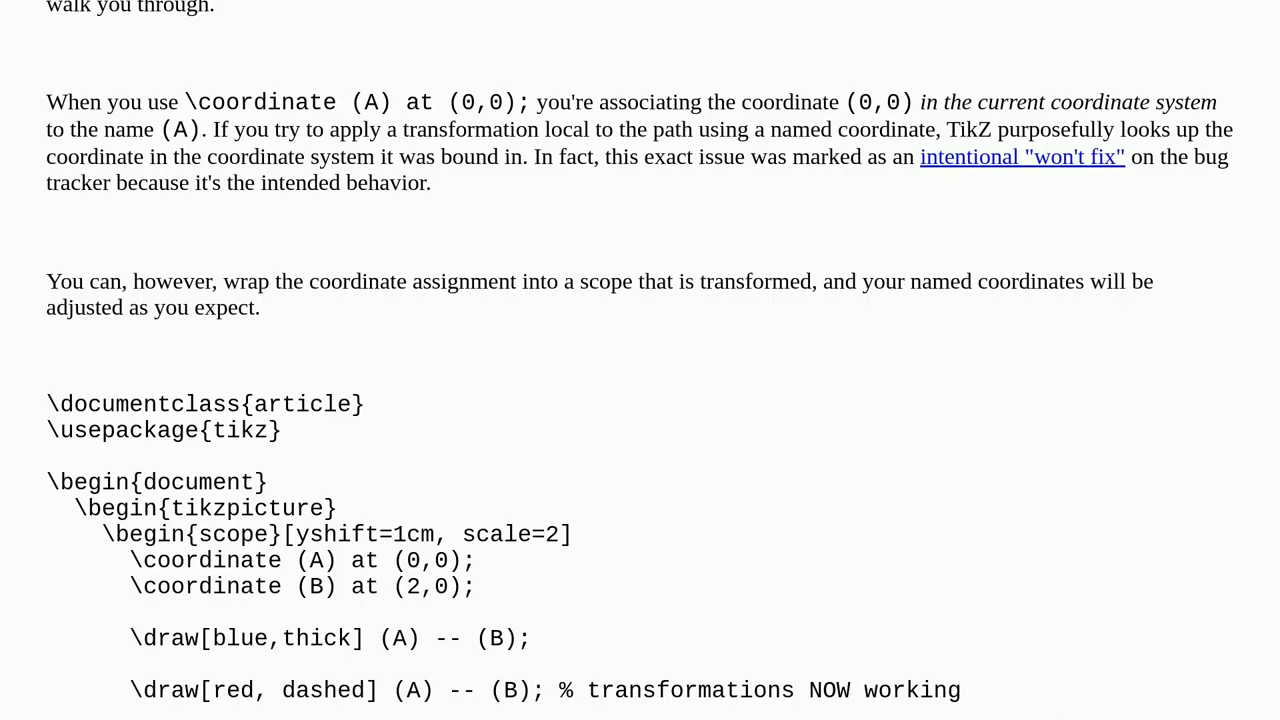 walk you through.
When you use \coordinate (A) at (0,0); you're associating the coordinate (0,0) in the current coordinate system
to the name (A). If you try to apply a transformation local to the path using a named coordinate, TikZ purposefully looks up the
coordinate in the coordinate system it was bound in. In fact, this exact issue was marked as an intentional "won't fix" on the bug
tracker because it's the intended behavior.
You can, however, wrap the coordinate assignment into a scope that is transformed, and your named coordinates will be
adjusted as you expect.
\documentclass{article}
\usepackage{tikz}
\begin{document}
\begin{tikzpicture}
\begin{scope}[yshift=1cm, scale=2]
\coordinate (A) at (0,0);
\coordinate (B) at (2,0);
\draw[blue,thick] (A) -- (B);
\draw[red, dashed] (A) -- (B); % transformations NOW working